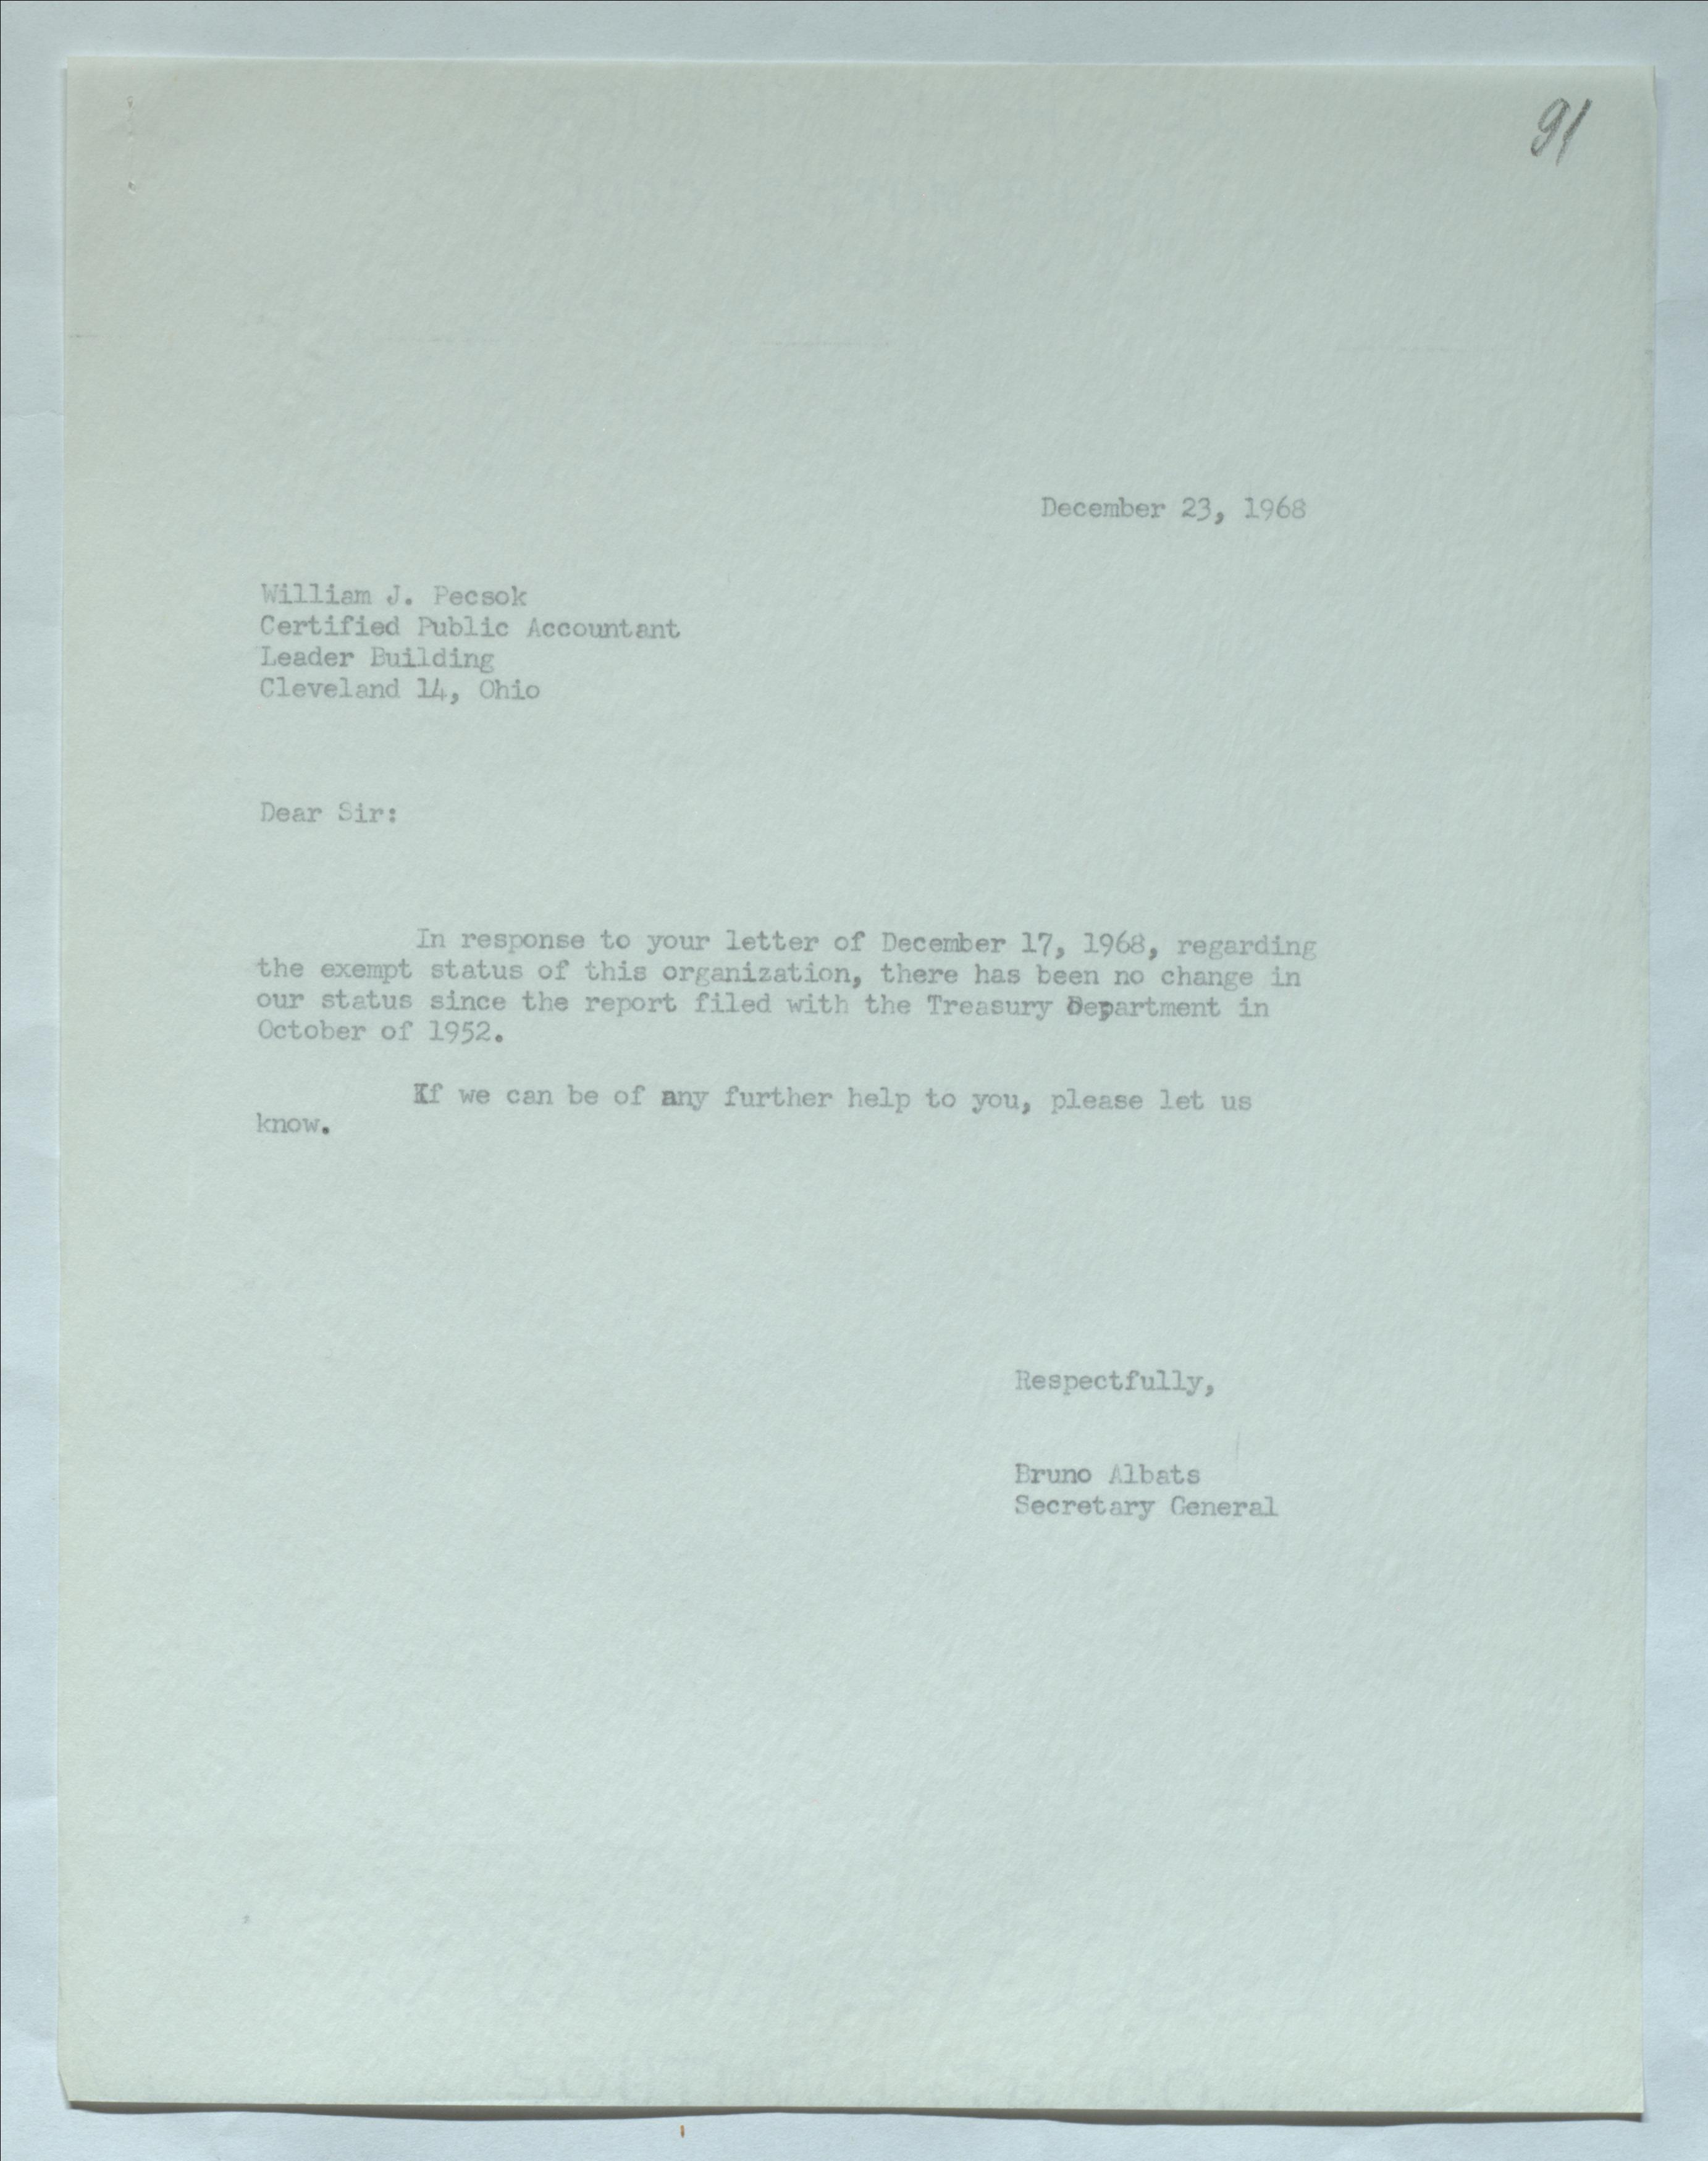 91
December 23, 1968
William J. Pecsok
Certified Public Accountant
Leader Building
Cleveland 14, Ohio
Dear Sir:
In response to your letter of December 17, 1968, regarding
the exempt status of this organization, there has been no change in
our status since the report filed with the Treasury Department in
October of 1952.
If we can be of any further help to you, please let us
know.
Respectfully,
Bruno Albats
Secretary General